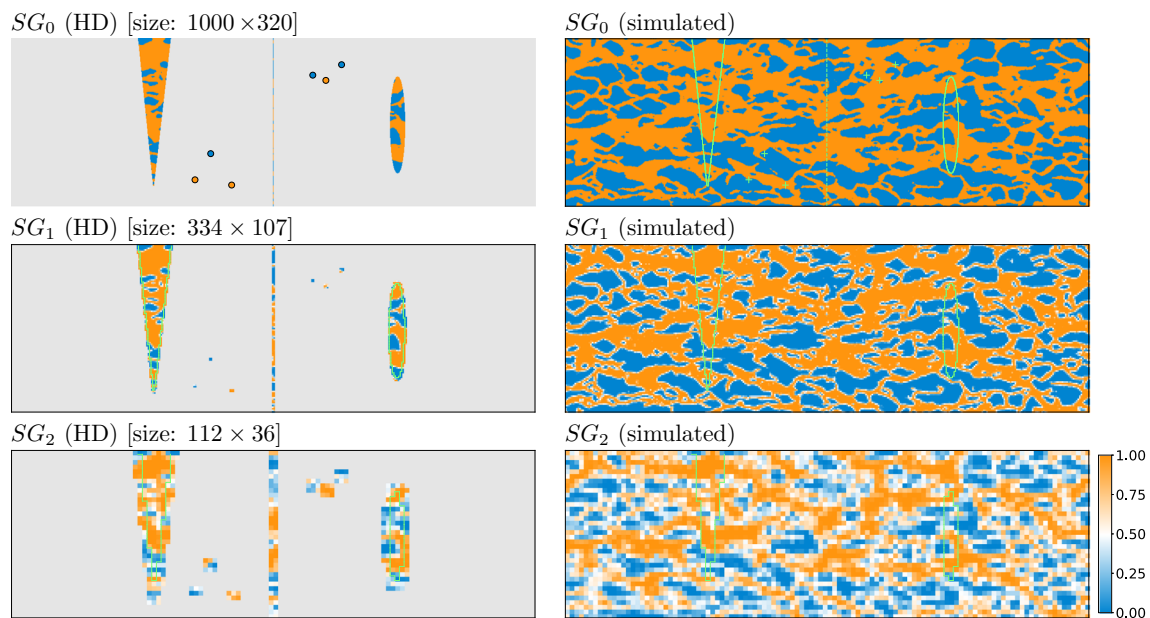 SG₀ (HD) [size: 1000 × 320]
SG₀ (simulated)
SG₁ (HD) [size: 334 × 107]
SG₁ (simulated)
SG₂ (HD) [size: 112 × 36]
SG₂ (simulated)
1.00
0.75
0.50
0.25
0.00